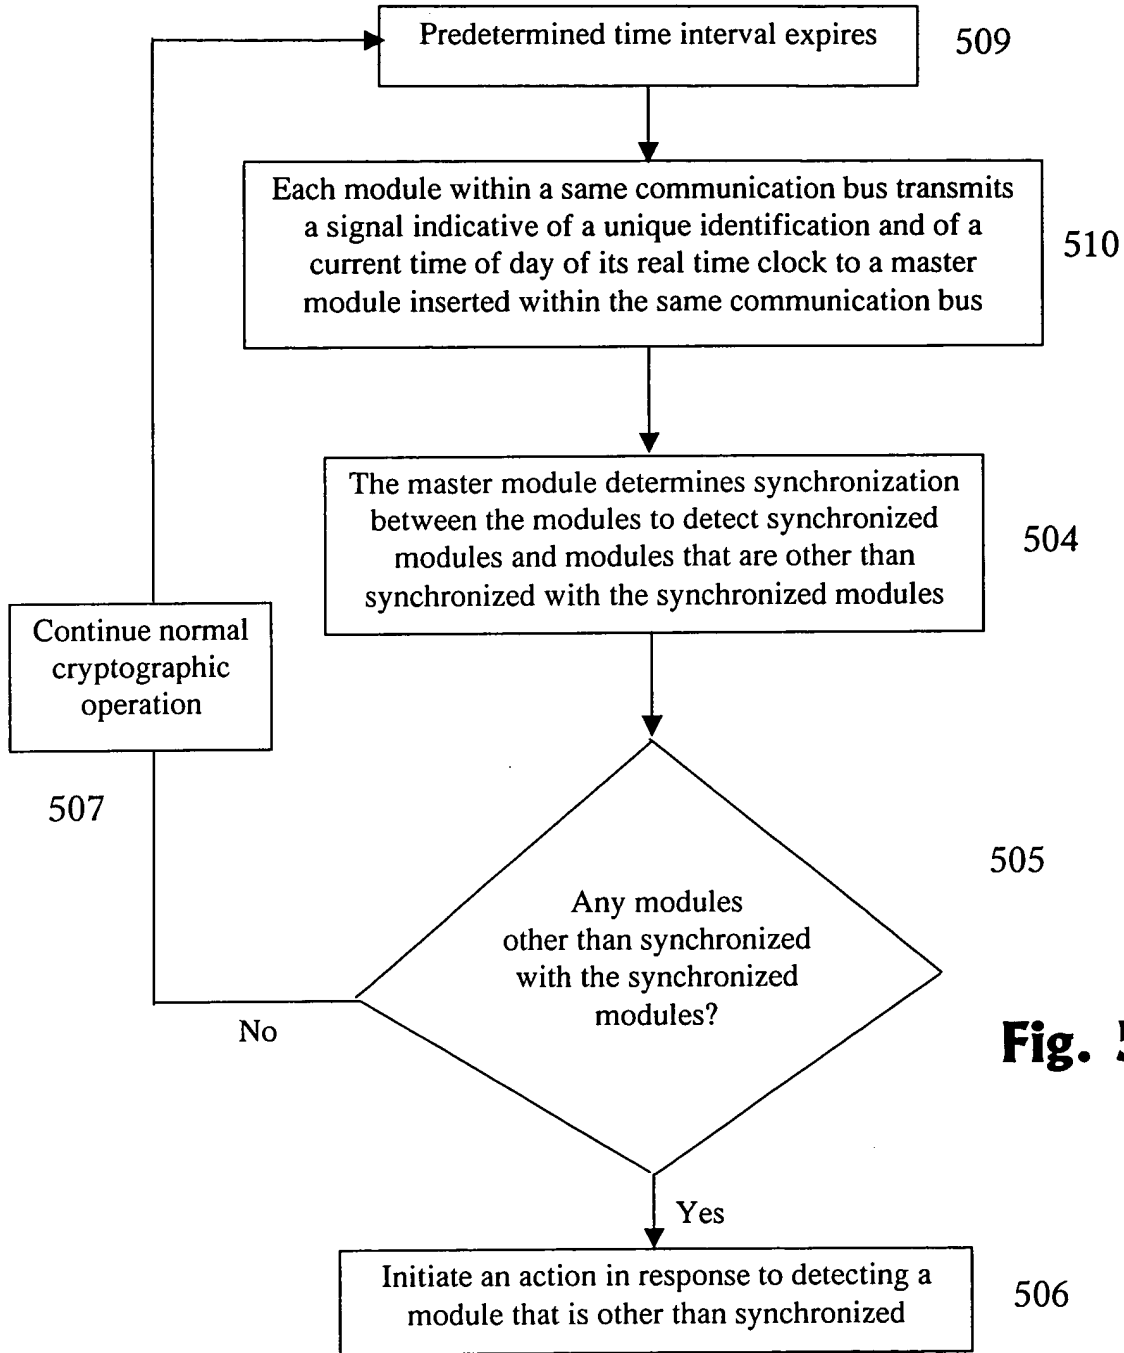 Predetermined time interval expires
509
Each module within a same communication bus transmits
a signal indicative of a unique identification and of a
current time of day of its real time clock to a master
module inserted within the same communication bus
510
The master module determines synchronization
between the modules to detect synchronized
modules and modules that are other than
synchronized with the synchronized modules
504
Continue normal
cryptographic
operation
507
505
Any modules
other than synchronized
with the synchronized
modules?
No
Fig.
Yes
Initiate an action in response to detecting a
module that is other than synchronized
506